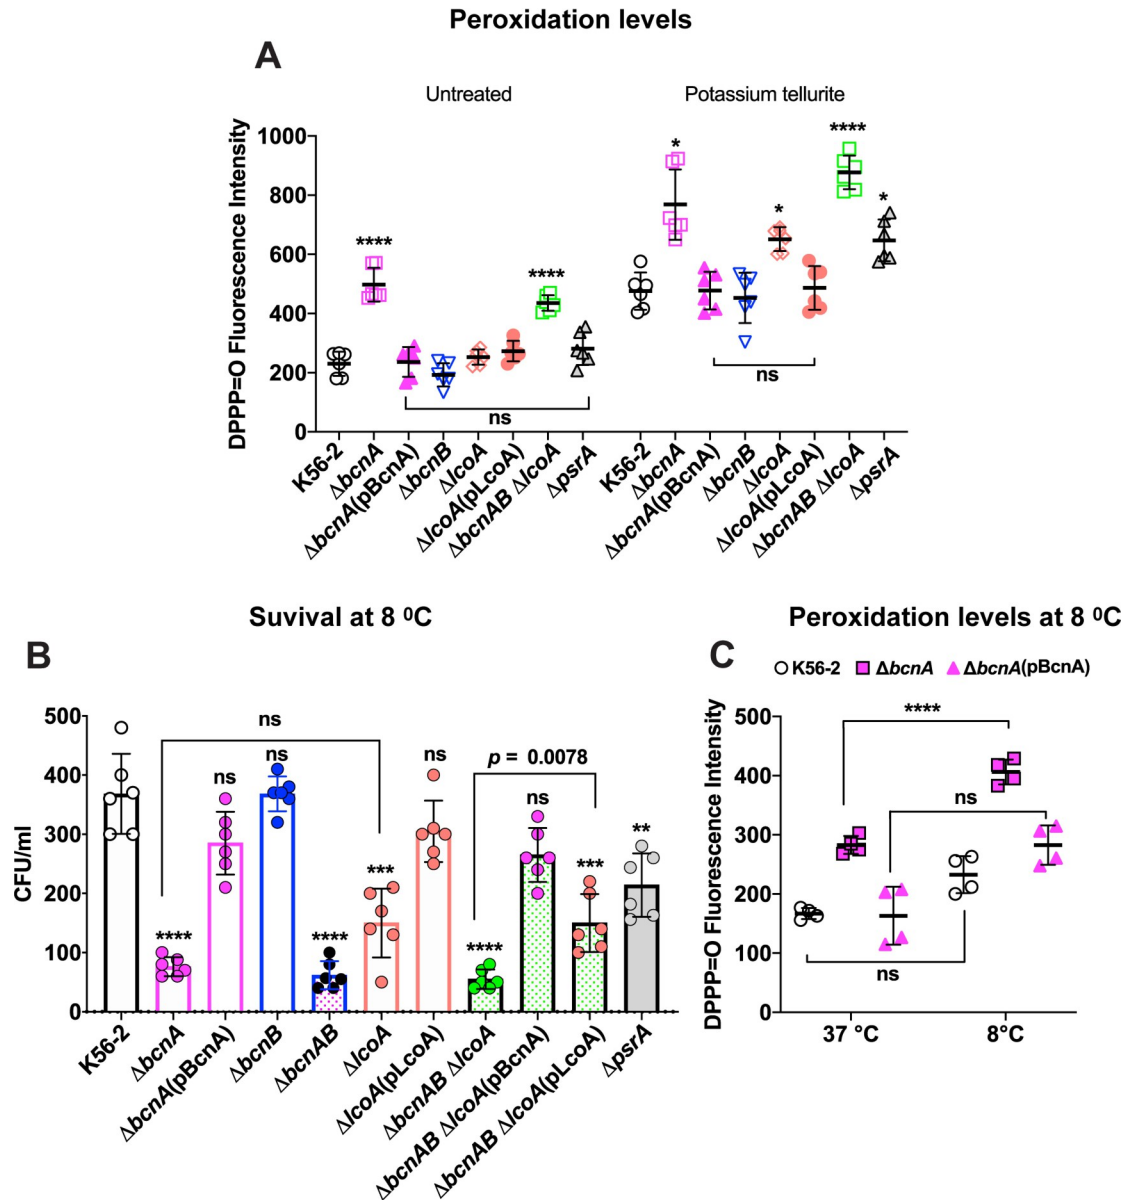 Peroxidation levels
A
Untreated
Potassium tellurite
DPPP=O Fluorescence Intensity
1000
800
600
400
200
0
****
****
ns
*
*
****
*
ns
K56-2
ΔbcnA
ΔbcnA(pBcnA)
ΔbcnB
ΔlcoA
ΔlcoA(pLcoA)
ΔbcnAB ΔlcoA
ΔpsrA
K56-2
ΔbcnA
ΔbcnA(pBcnA)
ΔbcnB
ΔlcoA
ΔlcoA(pLcoA)
ΔbcnAB ΔlcoA
ΔpsrA
Suvival at 8 ⁰C
B
CFU/ml
500
400
300
200
100
0
ns
p = 0.0078
****
ns
ns
****
***
ns
****
ns
***
**
K56-2
ΔbcnA
ΔbcnA(pBcnA)
ΔbcnB
ΔbcnAB
ΔlcoA
ΔlcoA(pLcoA)
ΔbcnAB ΔlcoA
ΔbcnAB ΔlcoA(pBcnA)
ΔbcnAB ΔlcoA(pLcoA)
ΔpsrA
Peroxidation levels at 8 ⁰C
C
K56-2 ΔbcnA ΔbcnA(pBcnA)
DPPP=O Fluorescence Intensity
500
400
300
200
100
0
****
ns
ns
37 °C
8°C